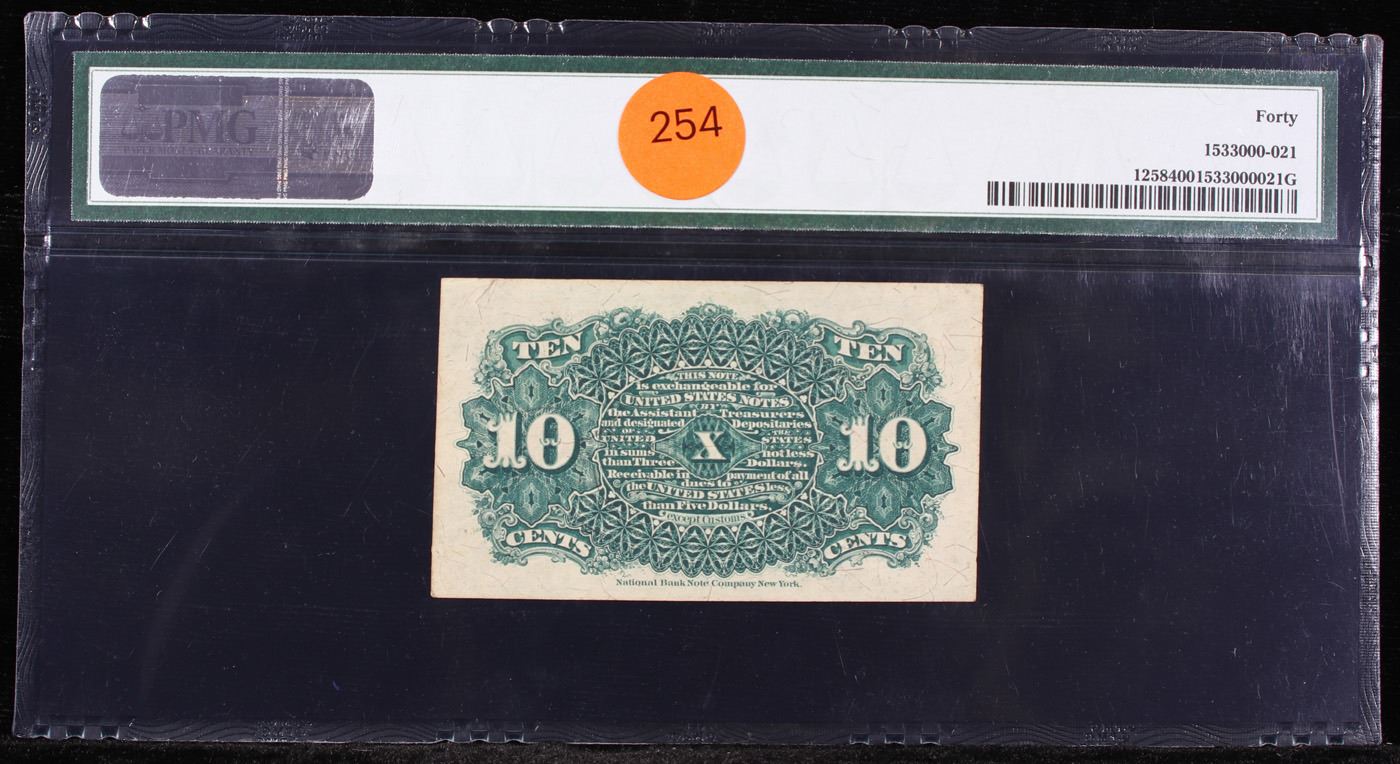 PMG
254
Forty
1533000-021
12584001533000021G
TEN
TEN
THIS NOTE
is exchangeable for
UNITED STATES NOTES
BY
the Assistant Treasurers
and designated Depositaries
OF THE
UNITED STATES
in sums not less
than Three Dollars.
Receivable in payment of all
dues to
the UNITED STATES less
than Five Dollars.
except Customs.
10
X
10
CENTS
CENTS
National Bank Note Company New York.